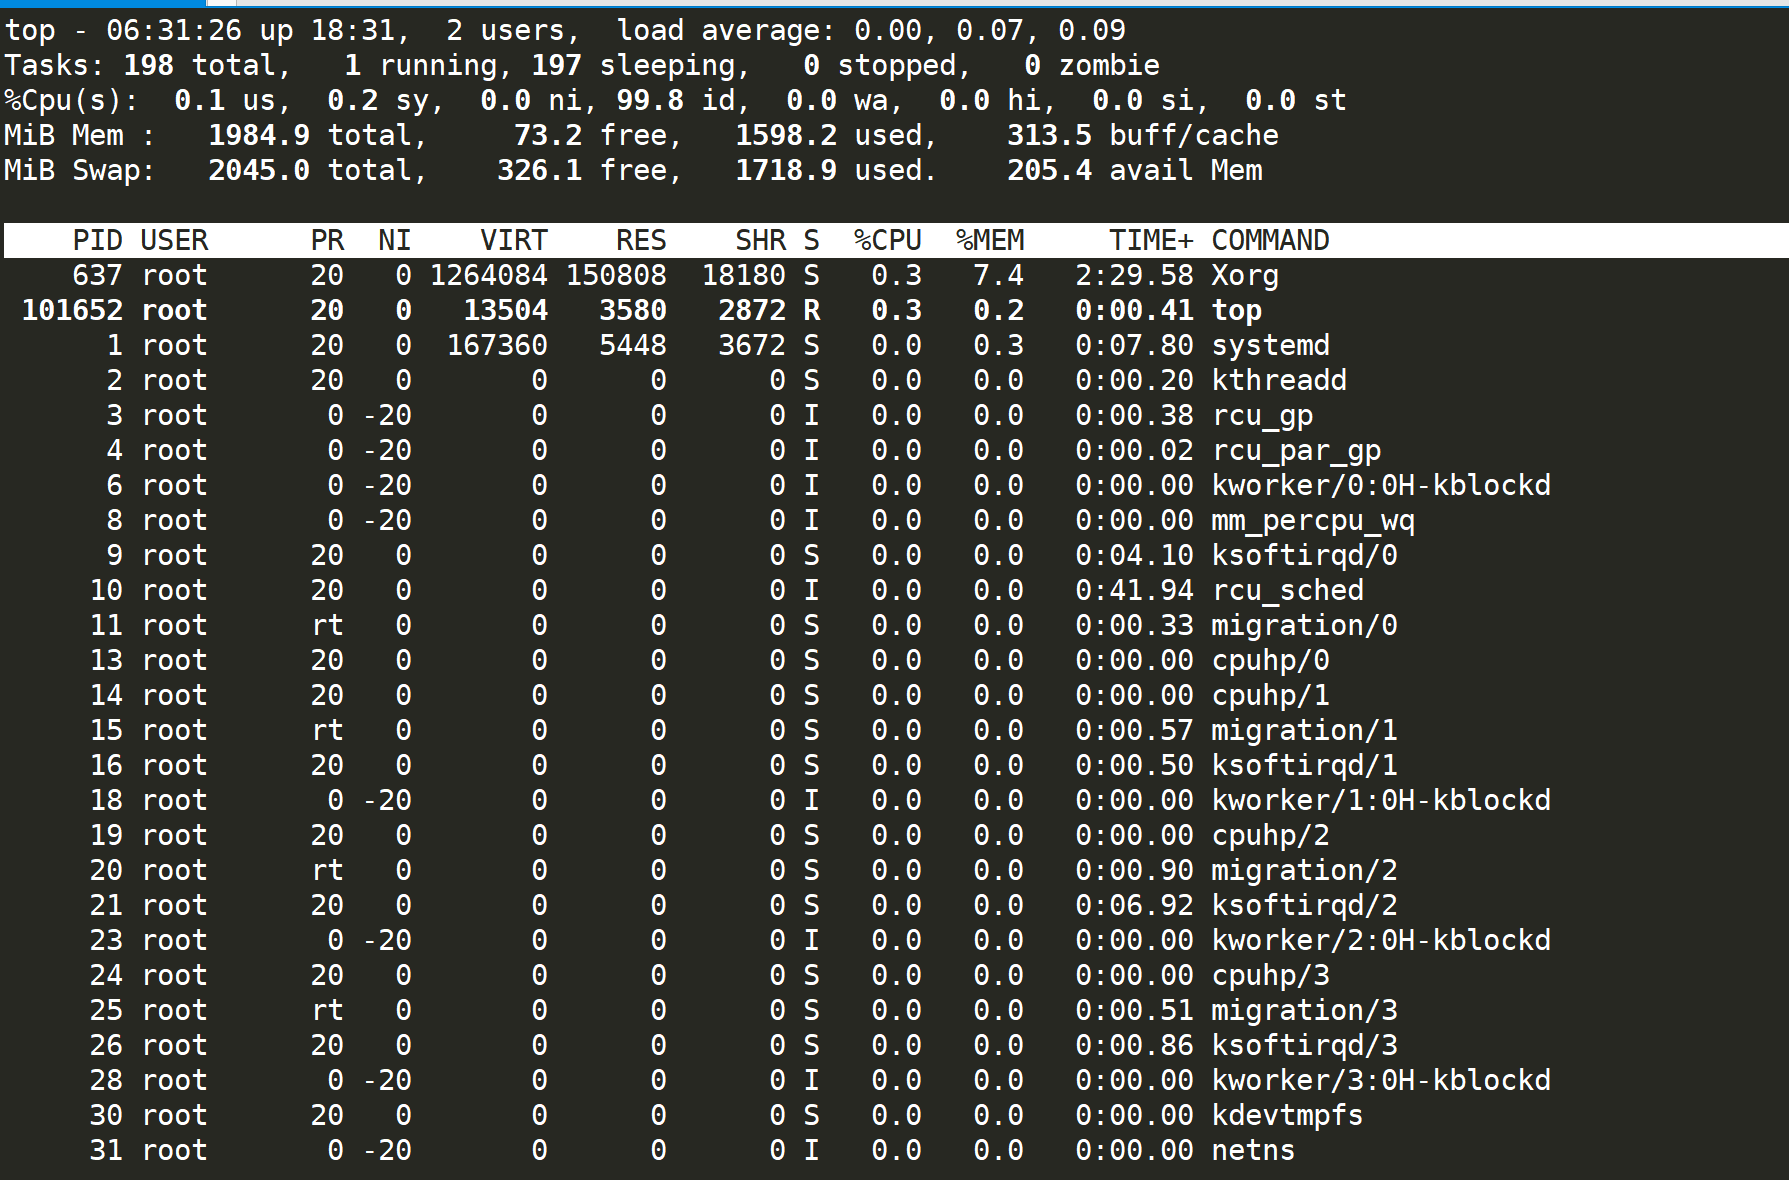 top - 06:31:26 up 18:31,  2 users,  load average: 0.00, 0.07, 0.09
Tasks: 198 total,   1 running, 197 sleeping,   0 stopped,   0 zombie
%Cpu(s):  0.1 us,  0.2 sy,  0.0 ni, 99.8 id,  0.0 wa,  0.0 hi,  0.0 si,  0.0 st
MiB Mem :   1984.9 total,     73.2 free,   1598.2 used,    313.5 buff/cache
MiB Swap:   2045.0 total,    326.1 free,   1718.9 used.    205.4 avail Mem
PID USER      PR  NI    VIRT    RES    SHR S  %CPU  %MEM     TIME+ COMMAND
637 root      20   0 1264084 150808  18180 S   0.3   7.4   2:29.58 Xorg
101652 root      20   0   13504   3580   2872 R   0.3   0.2   0:00.41 top
1 root      20   0  167360   5448   3672 S   0.0   0.3   0:07.80 systemd
2 root      20   0       0      0      0 S   0.0   0.0   0:00.20 kthreadd
3 root       0 -20       0      0      0 I   0.0   0.0   0:00.38 rcu_gp
4 root       0 -20       0      0      0 I   0.0   0.0   0:00.02 rcu_par_gp
6 root       0 -20       0      0      0 I   0.0   0.0   0:00.00 kworker/0:0H-kblockd
8 root       0 -20       0      0      0 I   0.0   0.0   0:00.00 mm_percpu_wq
9 root      20   0       0      0      0 S   0.0   0.0   0:04.10 ksoftirqd/0
10 root      20   0       0      0      0 I   0.0   0.0   0:41.94 rcu_sched
11 root      rt   0       0      0      0 S   0.0   0.0   0:00.33 migration/0
13 root      20   0       0      0      0 S   0.0   0.0   0:00.00 cpuhp/0
14 root      20   0       0      0      0 S   0.0   0.0   0:00.00 cpuhp/1
15 root      rt   0       0      0      0 S   0.0   0.0   0:00.57 migration/1
16 root      20   0       0      0      0 S   0.0   0.0   0:00.50 ksoftirqd/1
18 root       0 -20       0      0      0 I   0.0   0.0   0:00.00 kworker/1:0H-kblockd
19 root      20   0       0      0      0 S   0.0   0.0   0:00.00 cpuhp/2
20 root      rt   0       0      0      0 S   0.0   0.0   0:00.90 migration/2
21 root      20   0       0      0      0 S   0.0   0.0   0:06.92 ksoftirqd/2
23 root       0 -20       0      0      0 I   0.0   0.0   0:00.00 kworker/2:0H-kblockd
24 root      20   0       0      0      0 S   0.0   0.0   0:00.00 cpuhp/3
25 root      rt   0       0      0      0 S   0.0   0.0   0:00.51 migration/3
26 root      20   0       0      0      0 S   0.0   0.0   0:00.86 ksoftirqd/3
28 root       0 -20       0      0      0 I   0.0   0.0   0:00.00 kworker/3:0H-kblockd
30 root      20   0       0      0      0 S   0.0   0.0   0:00.00 kdevtmpfs
31 root       0 -20       0      0      0 I   0.0   0.0   0:00.00 netns